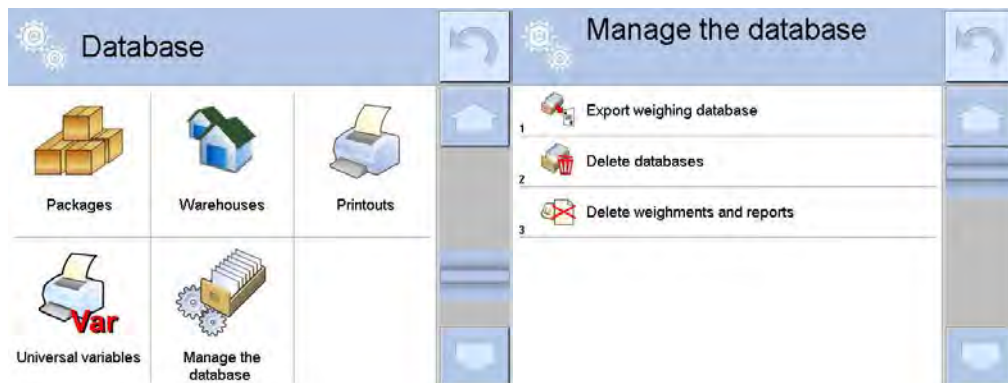 Database
Packages
Warehouses
Printouts
Var
Universal variables
Manage the
database
Manage the database
1
Export weighing database
2
Delete databases
3
Delete weighments and reports